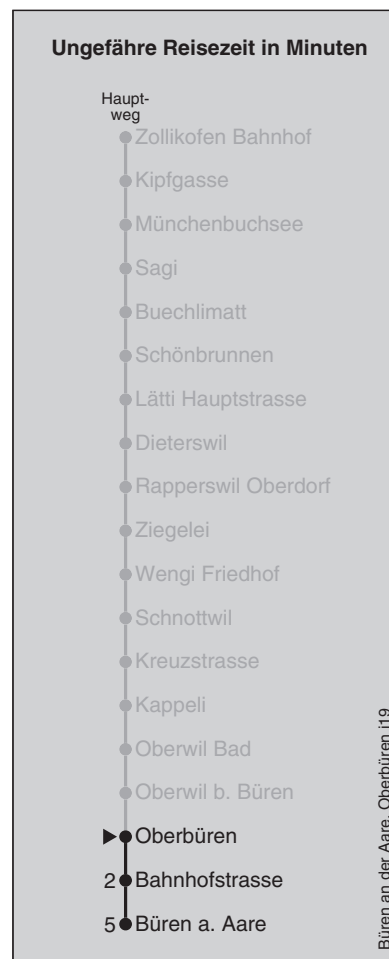 Ungefähre Reisezeit in Minuten
Haupt-
weg
Zollikofen Bahnhof
Kipfgasse
Münchenbuchsee
Sagi
Buechlimatt
Schönbrunnen
Lätti Hauptstrasse
Dieterswil
Rapperswil Oberdorf
Ziegelei
Wengi Friedhof
Schnottwil
Kreuzstrasse
Kappeli
Oberwil Bad
Oberwil b. Büren
Oberbüren
2 Bahnhofstrasse
5 Büren a. Aare
Büren an der Aare, Oberbüren j19